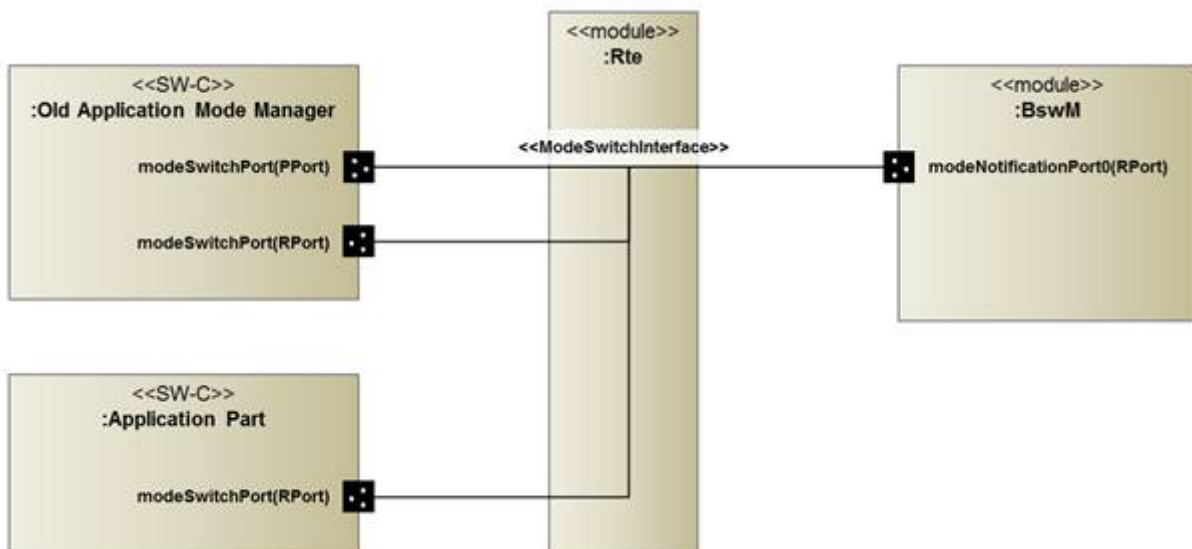 <<module>>
:Rte
<<SW-C>>
:Old Application Mode Manager
<<module>>
:BswM
<<ModeSwitchInterface>>
modeSwitchPort(PPort)
modeNotificationPort0(RPort)
modeSwitchPort(RPort)
<<SW-C>>
:Application Part
modeSwitchPort(RPort)